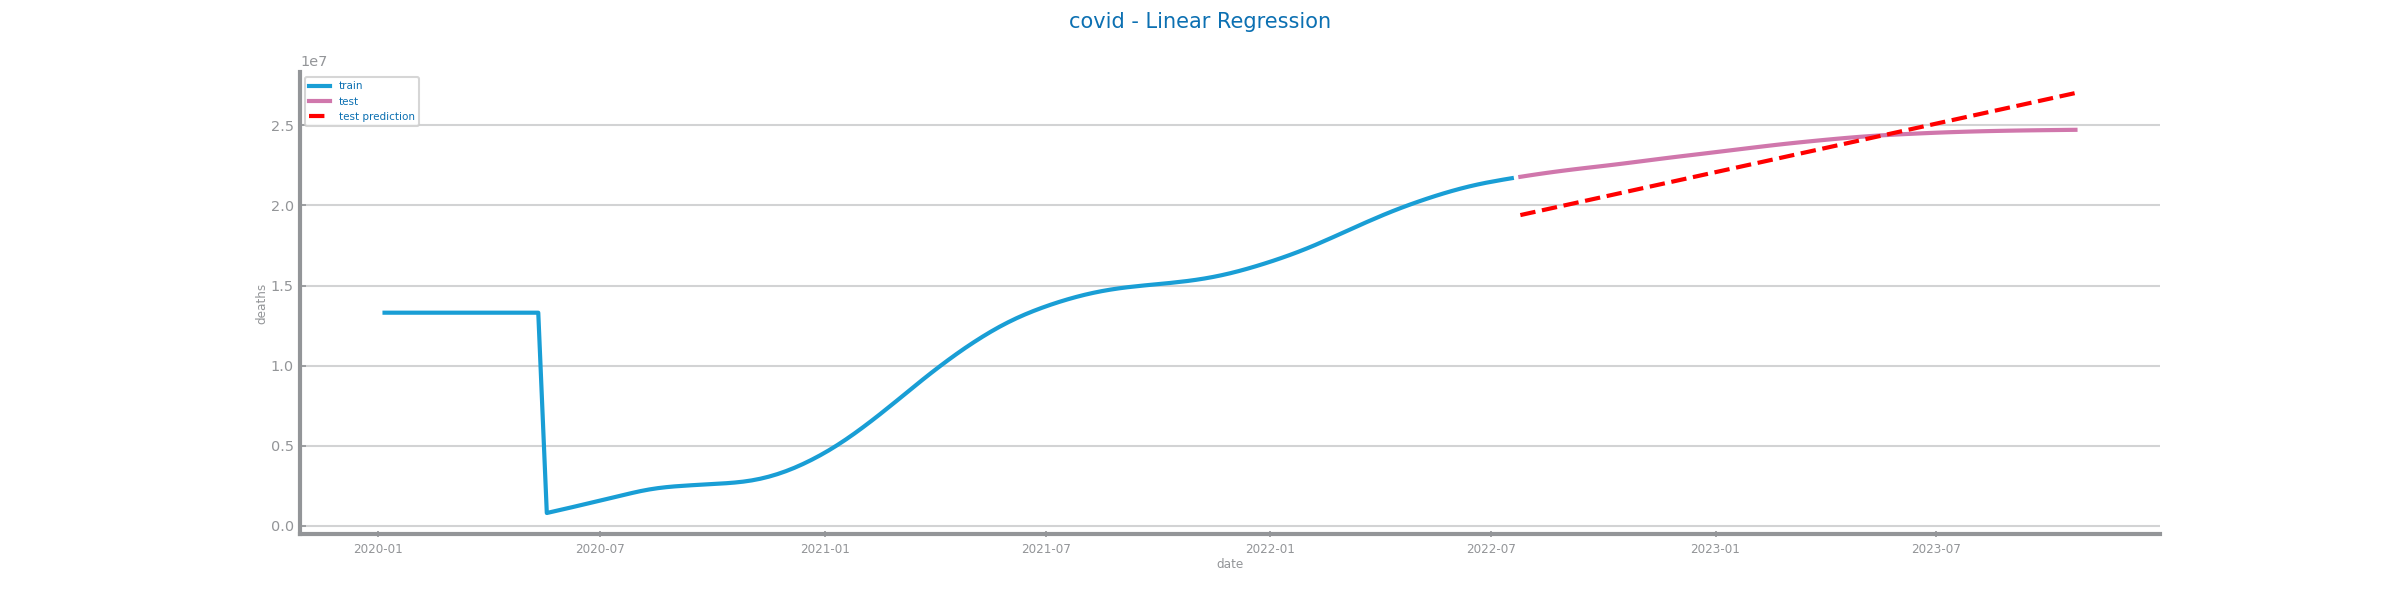 covid - Linear Regression
1e7
train
test
test prediction
2.5
2.0
1.5
1.0
0.5
0.0
deaths
2020-01 2020-07 2021-01 2021-07 2022-01 2022-07 2023-01 2023-07
date